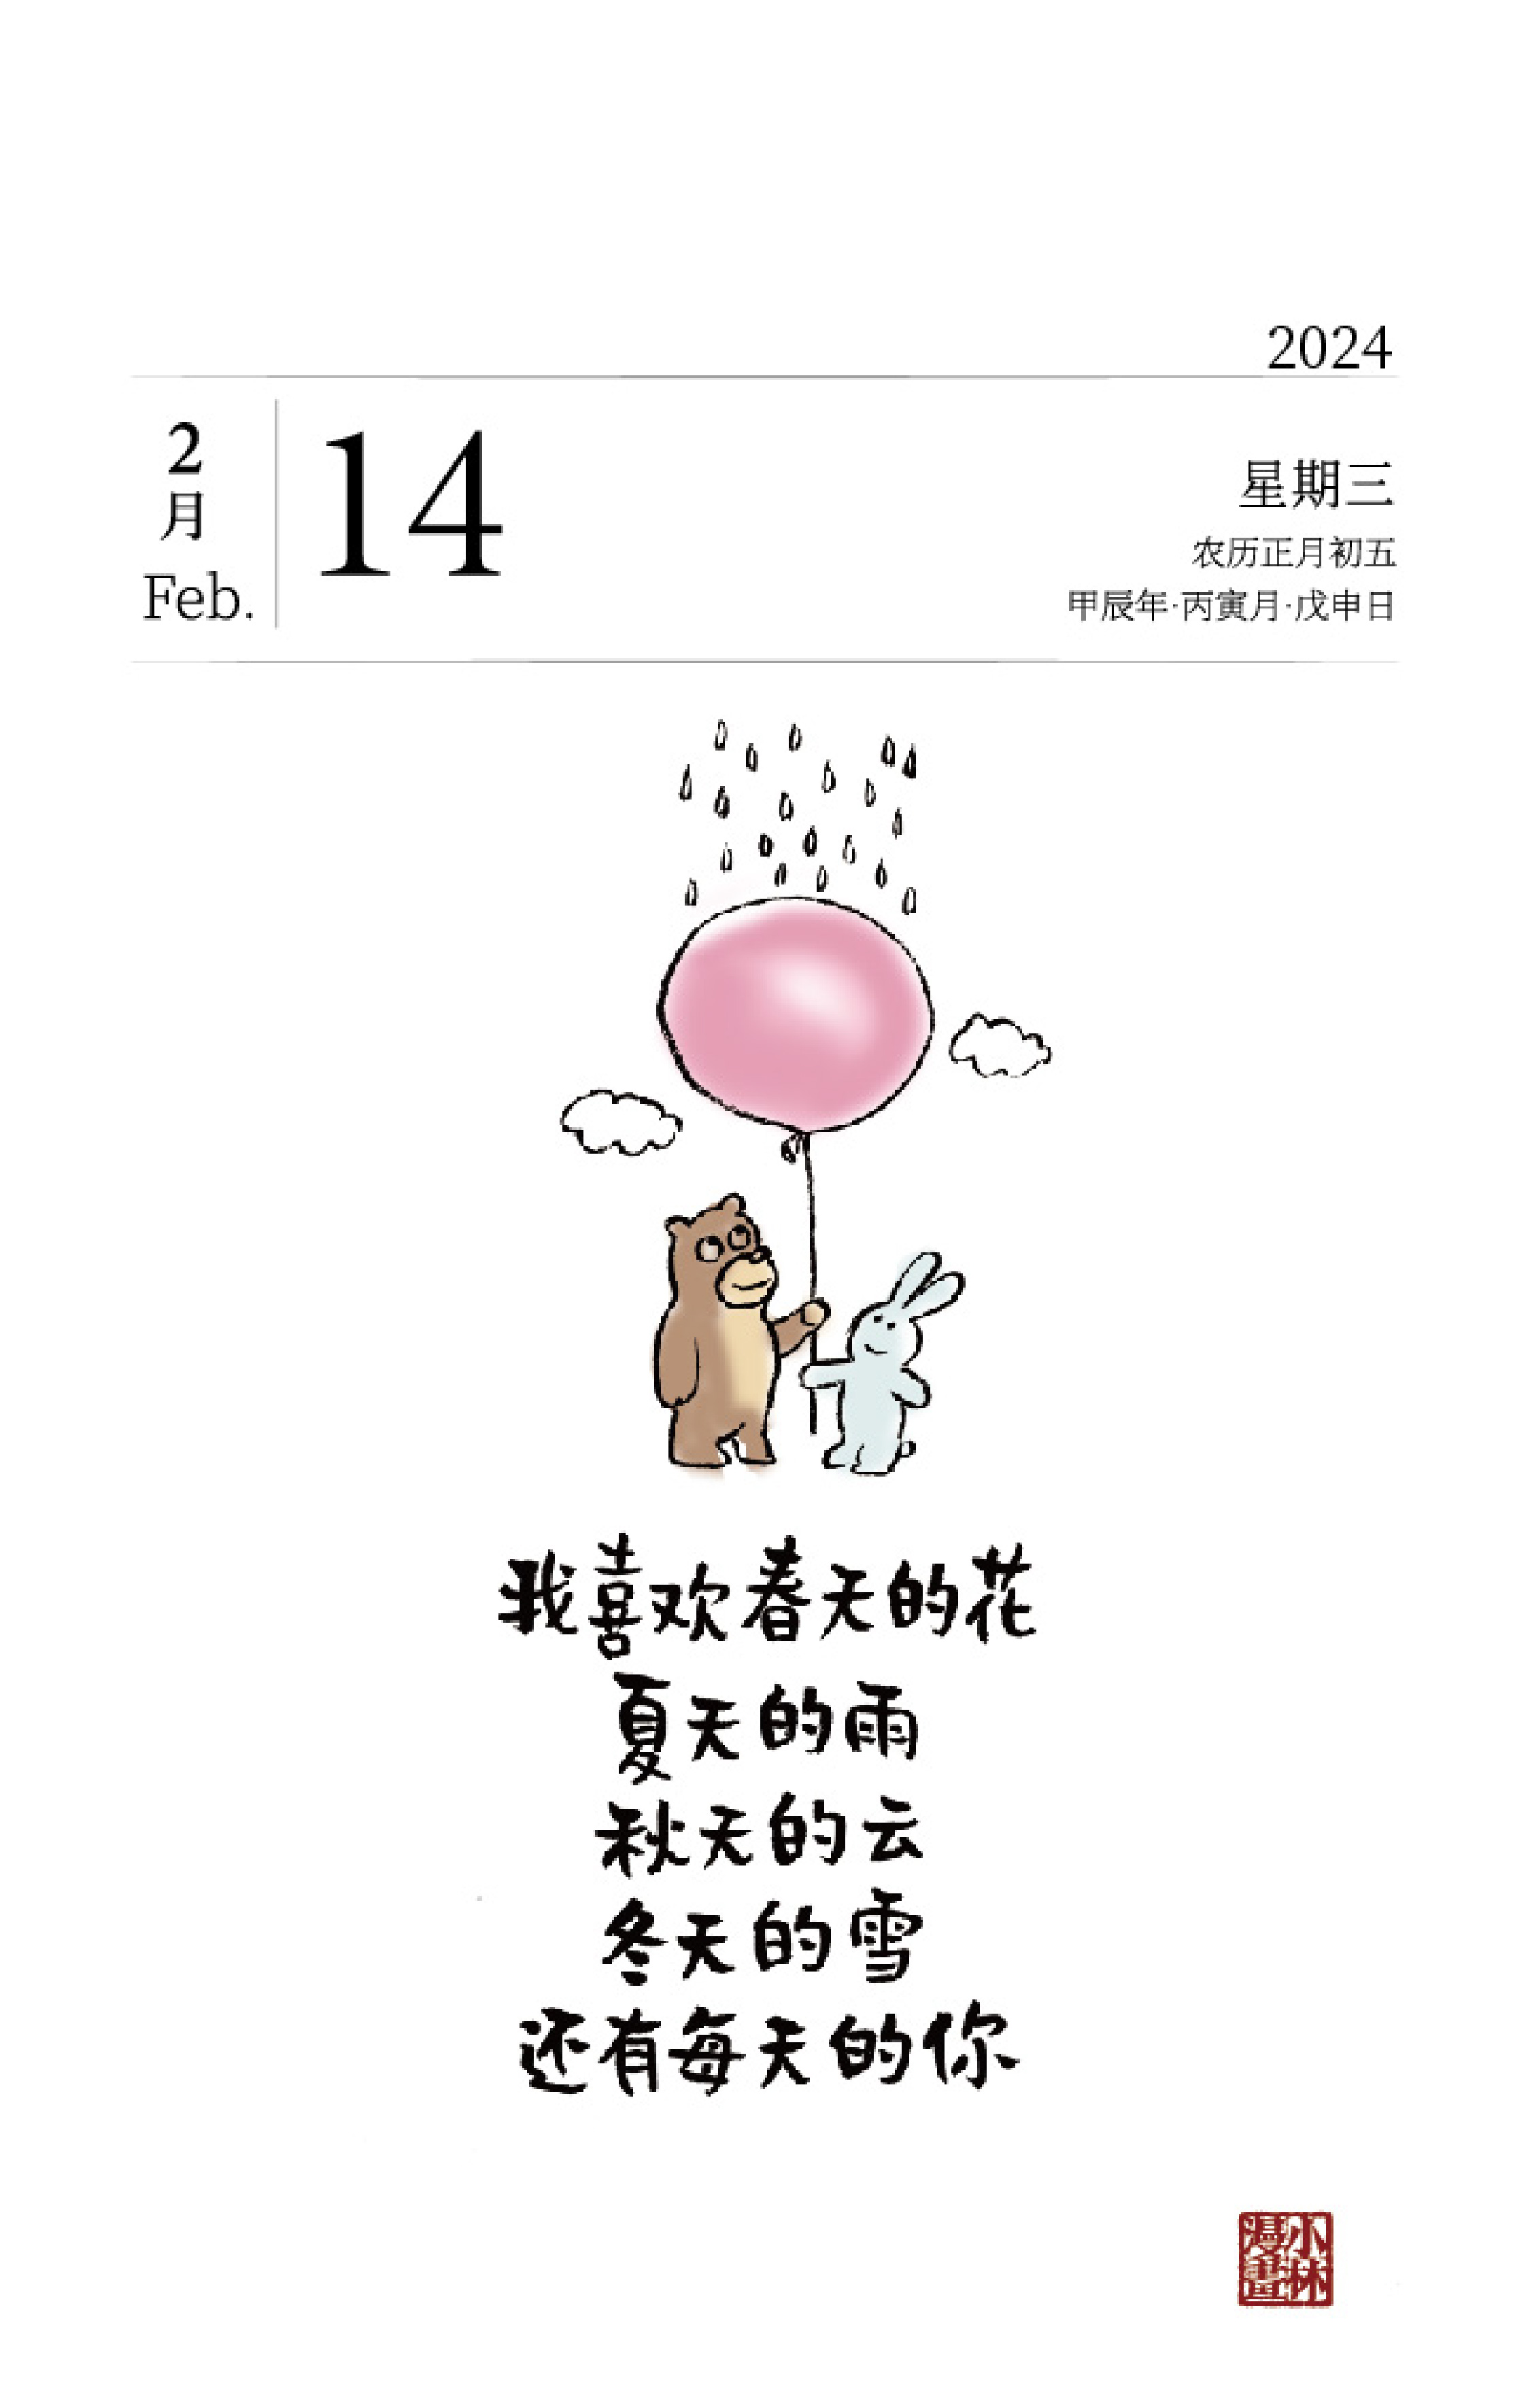 2024
2
月
Feb.
14
星期三
农历正月初五
甲辰年·丙寅月·戊申日
我喜欢春天的花
夏天的雨
秋天的云
冬天的雪
还有每天的你
小林
漫畫